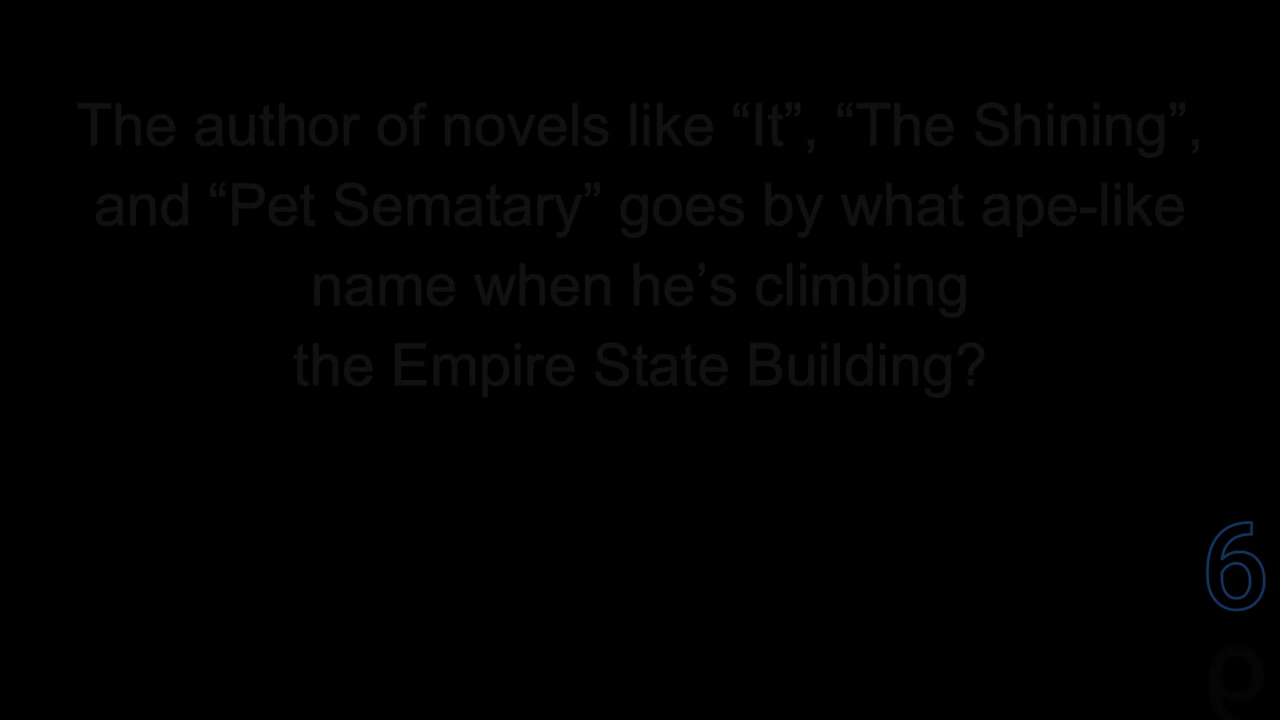 The author of novels like “It”, “The Shining”,
and “Pet Sematary” goes by what ape-like
name when he’s climbing
the Empire State Building?
6